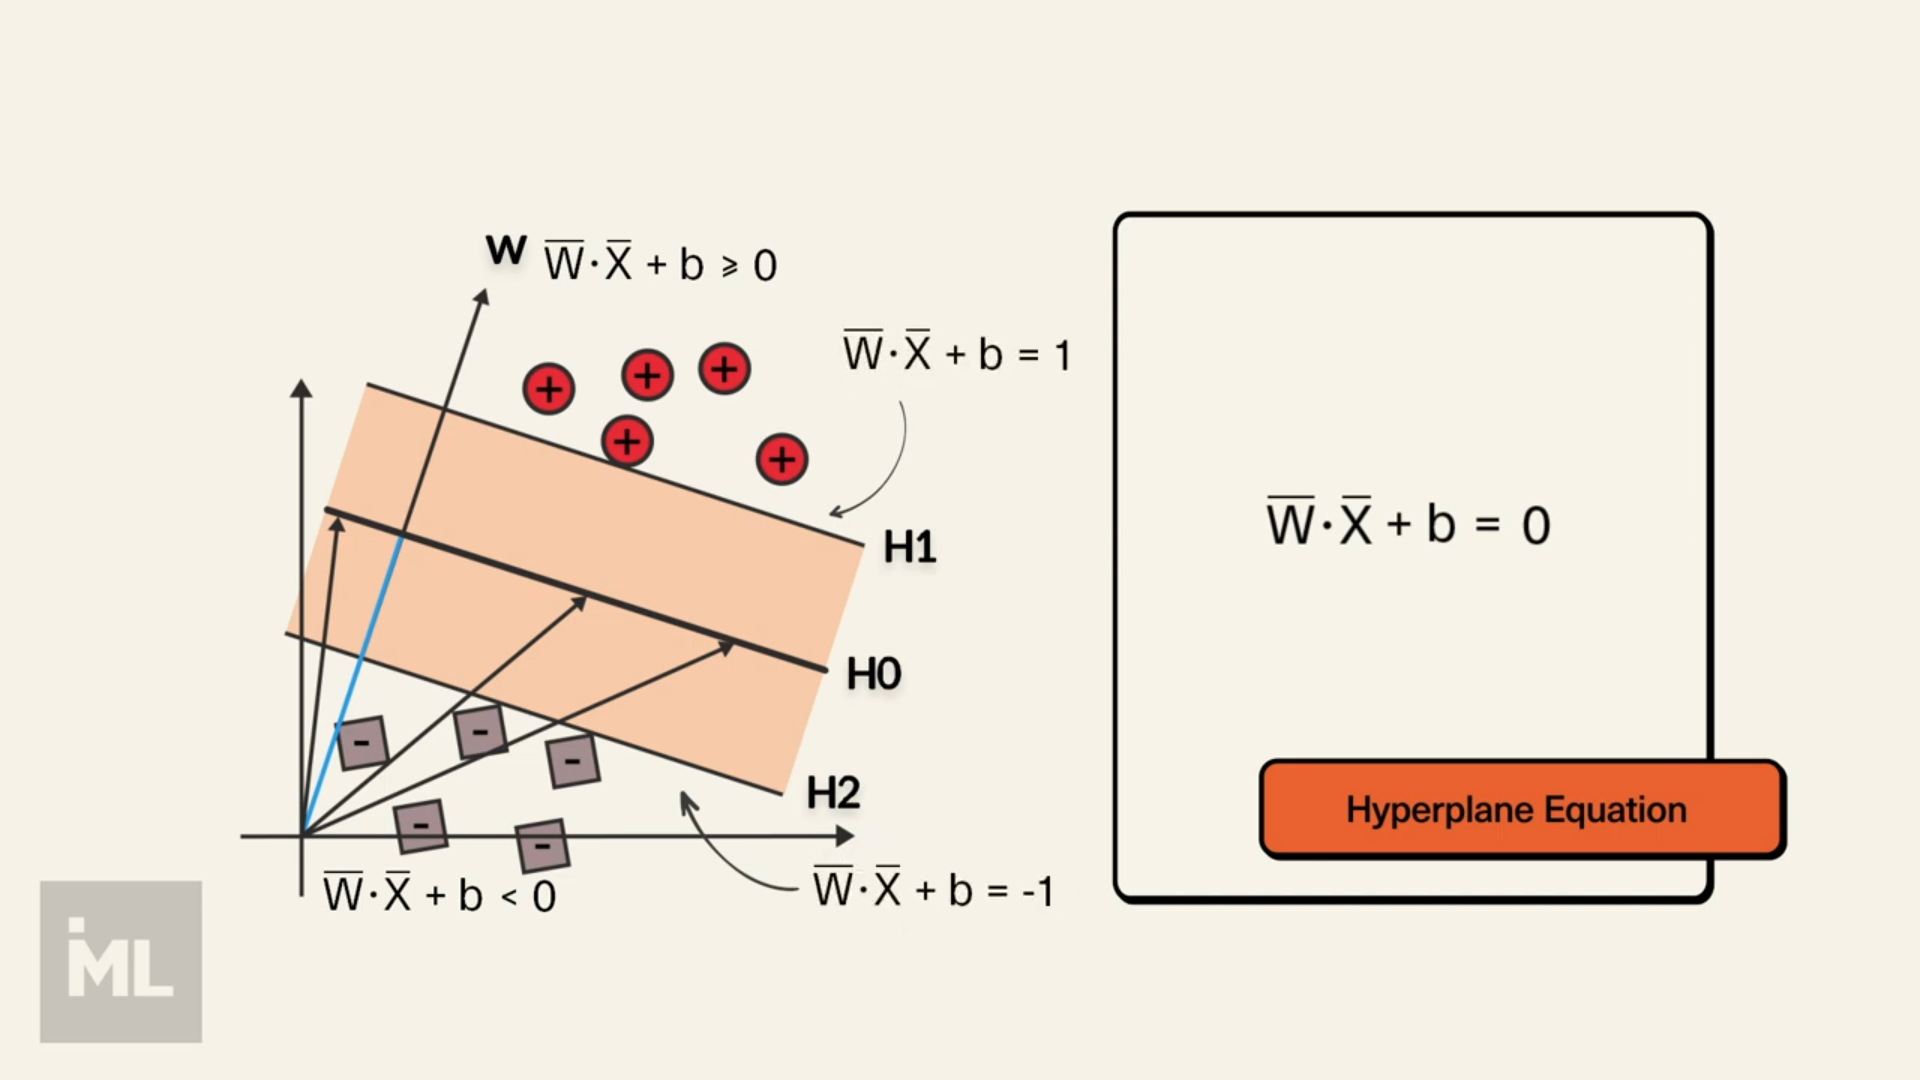 W
W̅·X̅ + b ⩾ 0
W̅·X̅ + b = 1
+
+
+
+
+
H1
W̅·X̅ + b = 0
H0
-
-
-
H2
Hyperplane Equation
-
-
W̅·X̅ + b < 0
W̅·X̅ + b = -1
iML